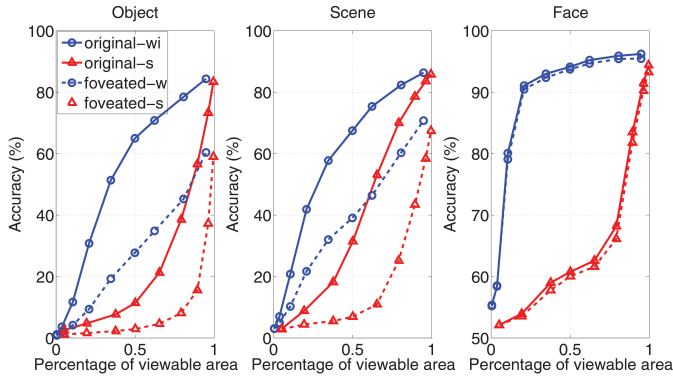 Object
100
80
60
40
20
0
Accuracy (%)
original-wi
original-s
foveated-w
foveated-s
0
0.5
1
Percentage of viewable area
Scene
100
80
60
40
20
0
Accuracy (%)
0
0.5
1
Percentage of viewable area
Face
100
90
80
70
60
50
Accuracy (%)
0
0.5
1
Percentage of viewable area